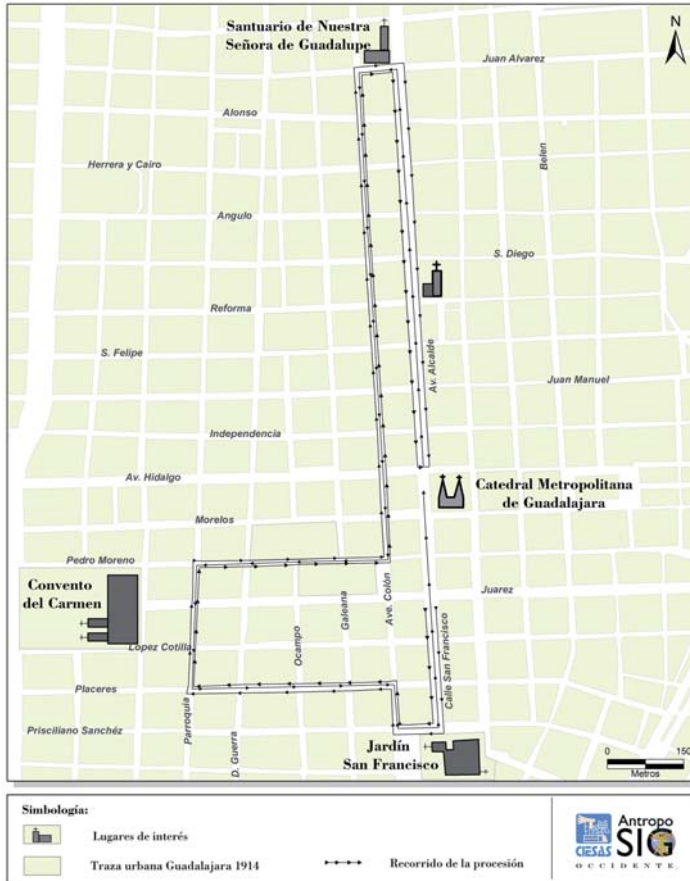 Santuario de Nuestra
Señora de Guadalupe
N
Juan Alvarez
Alonso
Belen
Herrera y Cairo
Angulo
S. Diego
Reforma
Av. Alcalde
S. Felipe
Juan Manuel
Independencia
Av. Hidalgo
Catedral Metropolitana
de Guadalajara
Morelos
Pedro Moreno
Convento
del Carmen
Juarez
Ave. Colón
Galeana
Ocampo
Lopez Cotilla
Calle San Francisco
Placeres
Parroquia
Prisciliano Sanchéz
D. Guerra
Jardín
San Francisco
0 150
Metros
Simbología:
Lugares de interés
Traza urbana Guadalajara 1914
Recorrido de la procesión
CIESAS
Antropo
SIG
OCCIDENTE